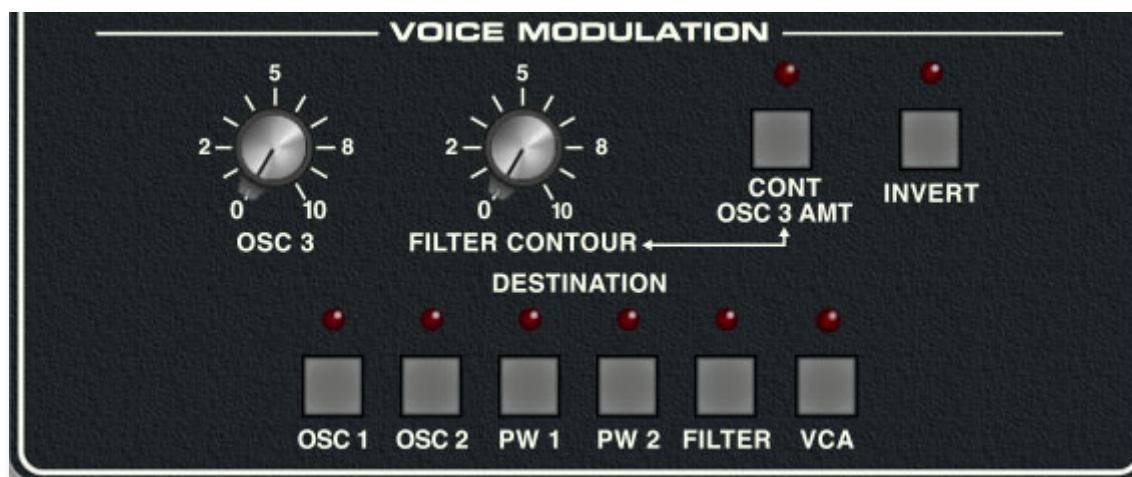 VOICE MODULATION
5 5
2 8 2 8
0 10 0 10
OSC 3
FILTER CONTOUR
CONT
OSC 3 AMT
INVERT
DESTINATION
OSC 1 OSC 2 PW 1 PW 2 FILTER VCA